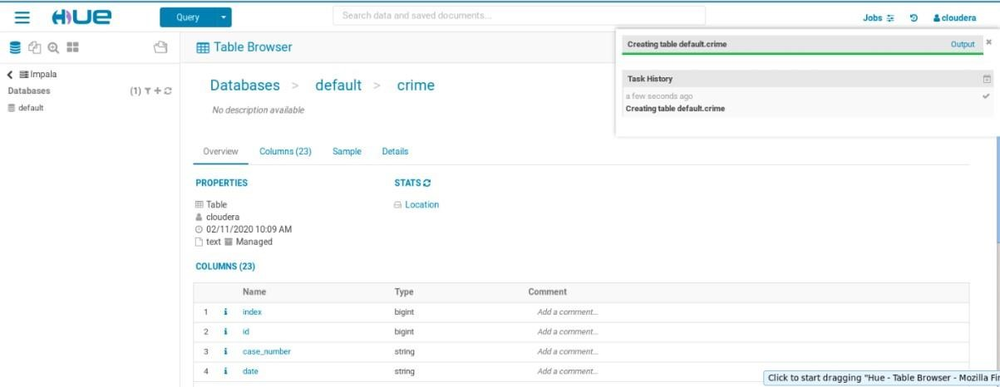 HUE
Query
Search data and saved documents...
Jobs
cloudera
Impala
Databases
(1)
default
Table Browser
Databases > default > crime
No description available
Creating table default.crime
Output
Task History
a few seconds ago
Creating table default.crime
Overview
Columns (23)
Sample
Details
PROPERTIES
Table
cloudera
02/11/2020 10:09 AM
text Managed
STATS
Location
COLUMNS (23)
Name Type Comment
1 i index bigint Add a comment...
2 i id bigint Add a comment...
3 i case_number string Add a comment...
4 i date string Add a comment...
Click to start dragging "Hue - Table Browser - Mozilla Fi